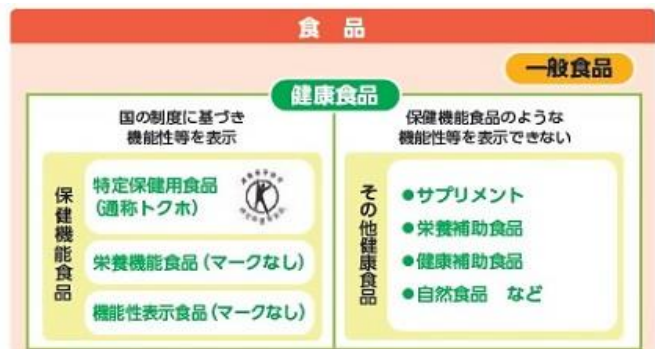 食 品
一般食品
健康食品
国の制度に基づき
機能性等を表示
保健機能食品
特定保健用食品
(通称トクホ)
栄養機能食品(マークなし)
機能性表示食品(マークなし)
保健機能食品のような
機能性等を表示できない
その他健康食品
●サプリメント
●栄養補助食品
●健康補助食品
●自然食品 など